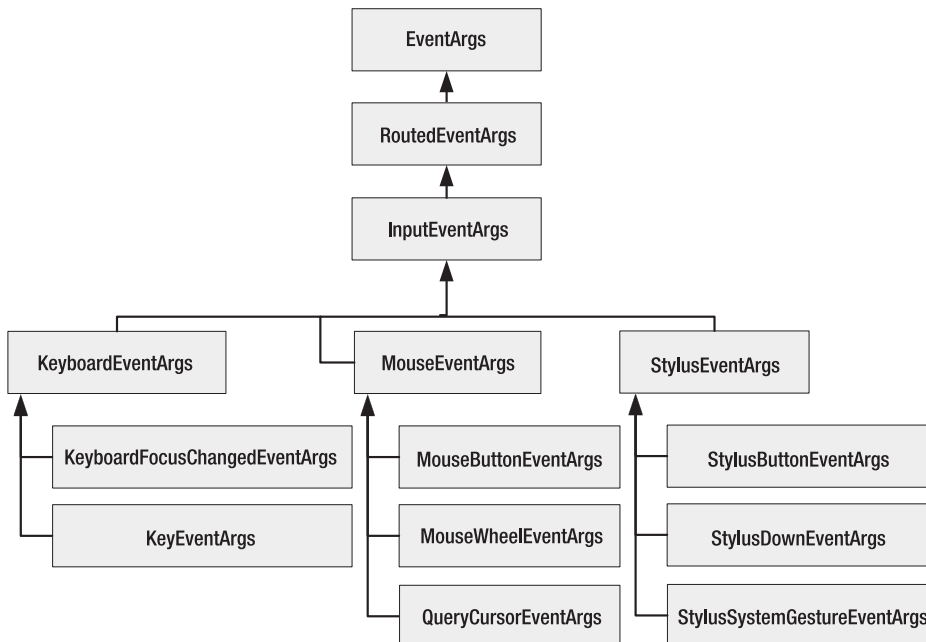 EventArgs
RoutedEventArgs
InputEventArgs
KeyboardEventArgs
MouseEventArgs
StylusEventArgs
KeyboardFocusChangedEventArgs
MouseButtonEventArgs
StylusButtonEventArgs
KeyEventArgs
MouseWheelEventArgs
StylusDownEventArgs
QueryCursorEventArgs
StylusSystemGestureEventArgs